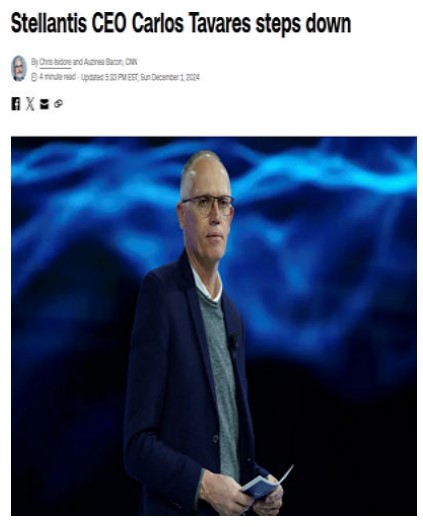 Stellantis CEO Carlos Tavares steps down
By Chris Isidore and Auzinea Bacon, CNN
4 minute read · Updated 5:03 PM EST, Sun December 1, 2024